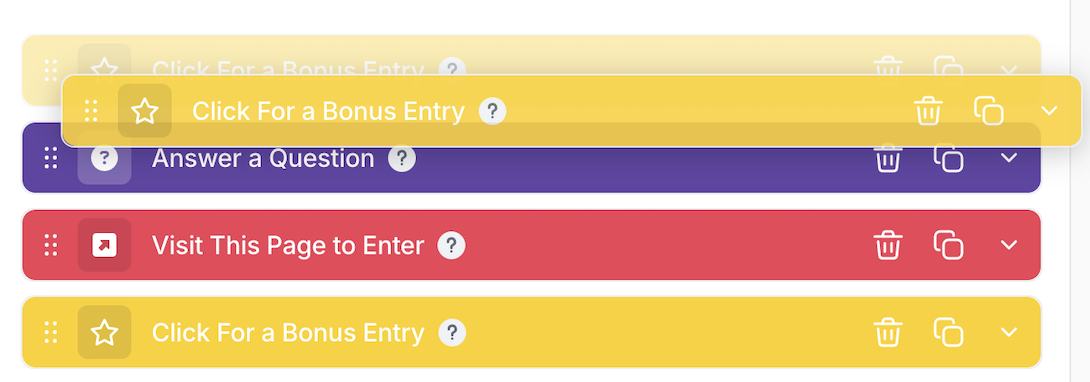 Click For a Bonus Entry ?
Click For a Bonus Entry ?
? Answer a Question ?
Visit This Page to Enter ?
Click For a Bonus Entry ?